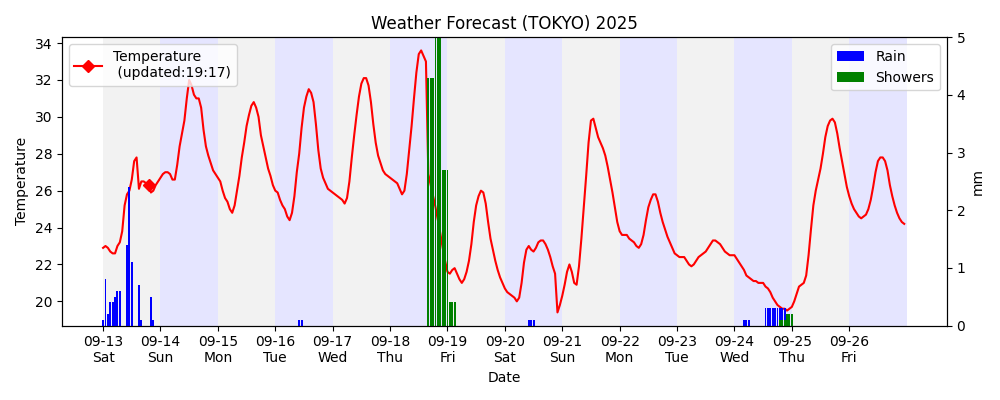 Weather Forecast (TOKYO) 2025
Temperature
(updated:19:17)
Rain
Showers
34
32
30
28
26
24
22
20
Temperature
5
4
3
2
1
0
mm
09-13 09-14 09-15 09-16 09-17 09-18 09-19 09-20 09-21 09-22 09-23 09-24 09-25 09-26
Sat Sun Mon Tue Wed Thu Fri Sat Sun Mon Tue Wed Thu Fri
Date